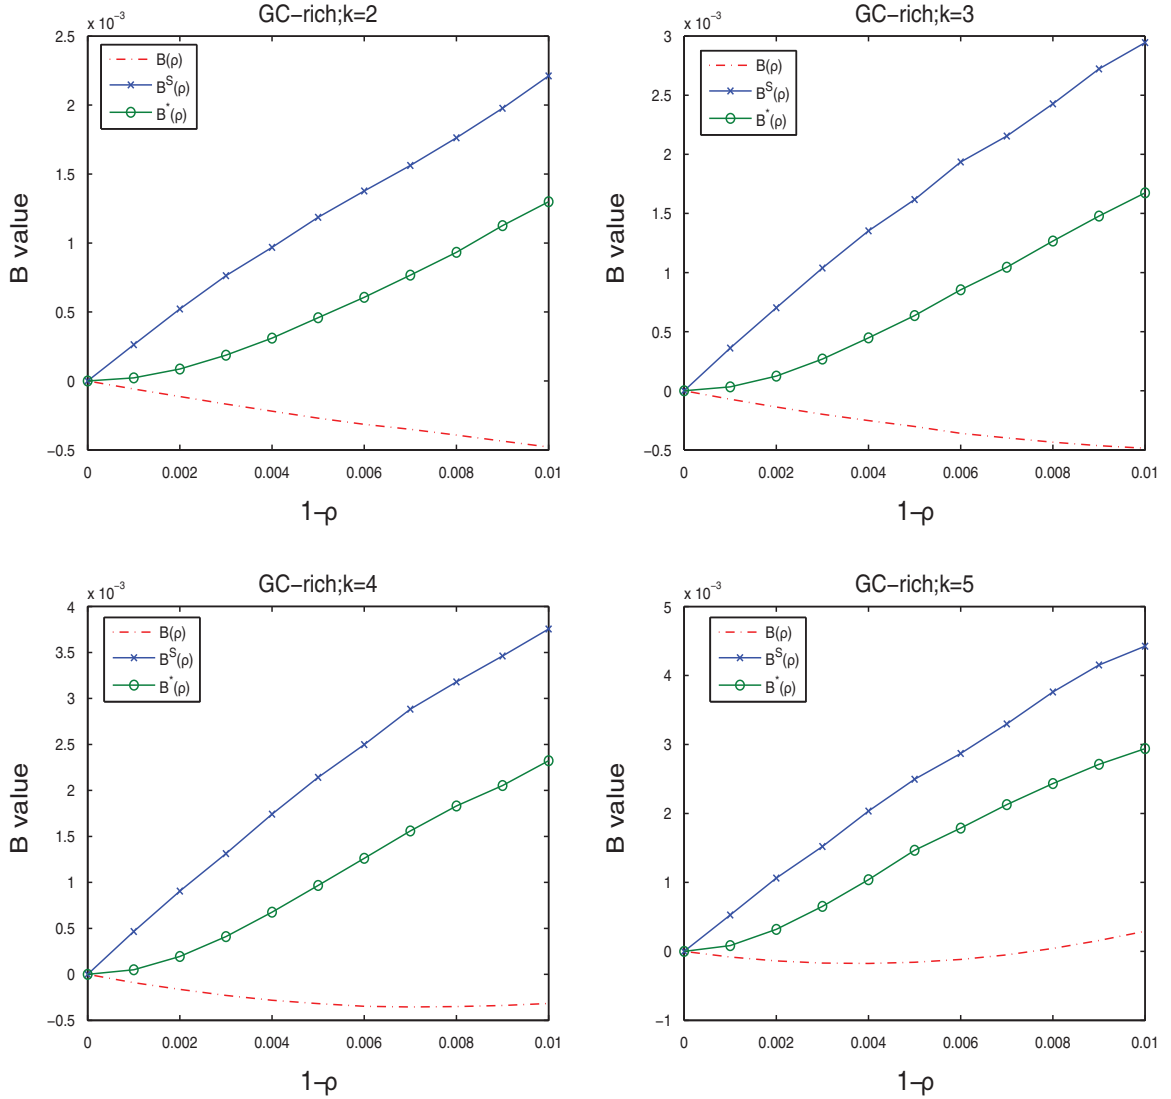 GC−rich;k=2
x 10⁻³
2.5
2
1.5
1
0.5
0
−0.5
B value
B(ρ)
Bˢ(ρ)
B*(ρ)
0 0.002 0.004 0.006 0.008 0.01
1−ρ
GC−rich;k=3
x 10⁻³
3
2.5
2
1.5
1
0.5
0
−0.5
B value
B(ρ)
Bˢ(ρ)
B*(ρ)
0 0.002 0.004 0.006 0.008 0.01
1−ρ
GC−rich;k=4
x 10⁻³
4
3.5
3
2.5
2
1.5
1
0.5
0
−0.5
B value
B(ρ)
Bˢ(ρ)
B*(ρ)
0 0.002 0.004 0.006 0.008 0.01
1−ρ
GC−rich;k=5
x 10⁻³
5
4
3
2
1
0
−1
B value
B(ρ)
Bˢ(ρ)
B*(ρ)
0 0.002 0.004 0.006 0.008 0.01
1−ρ